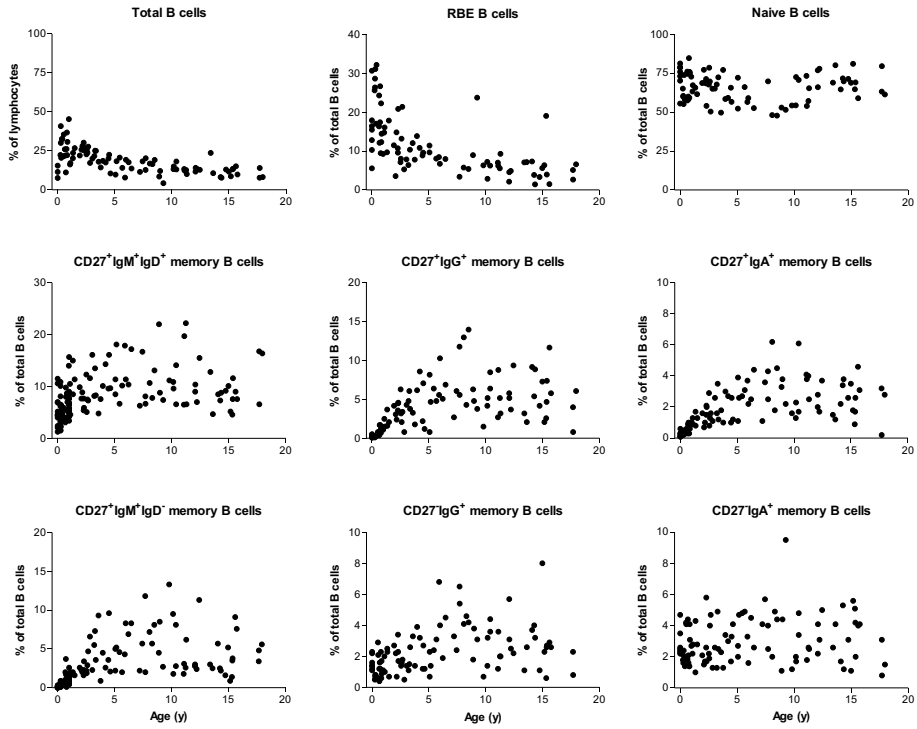 Total B cells
RBE B cells
Naive B cells
% of lymphocytes
100
75
50
25
0
0 5 10 15 20
% of total B cells
40
30
20
10
0
0 5 10 15 20
% of total B cells
100
75
50
25
0
0 5 10 15 20
CD27⁺IgM⁺IgD⁺ memory B cells
CD27⁺IgG⁺ memory B cells
CD27⁺IgA⁺ memory B cells
% of total B cells
30
20
10
0
0 5 10 15 20
% of total B cells
15
10
5
0
0 5 10 15 20
% of total B cells
10
8
6
4
2
0
0 5 10 15 20
CD27⁺IgM⁺IgD⁻ memory B cells
CD27⁻IgG⁺ memory B cells
CD27⁻IgA⁺ memory B cells
% of total B cells
20
15
10
5
0
0 5 10 15 20
Age (y)
% of total B cells
10
8
6
4
2
0
0 5 10 15 20
Age (y)
% of total B cells
10
8
6
4
2
0
0 5 10 15 20
Age (y)